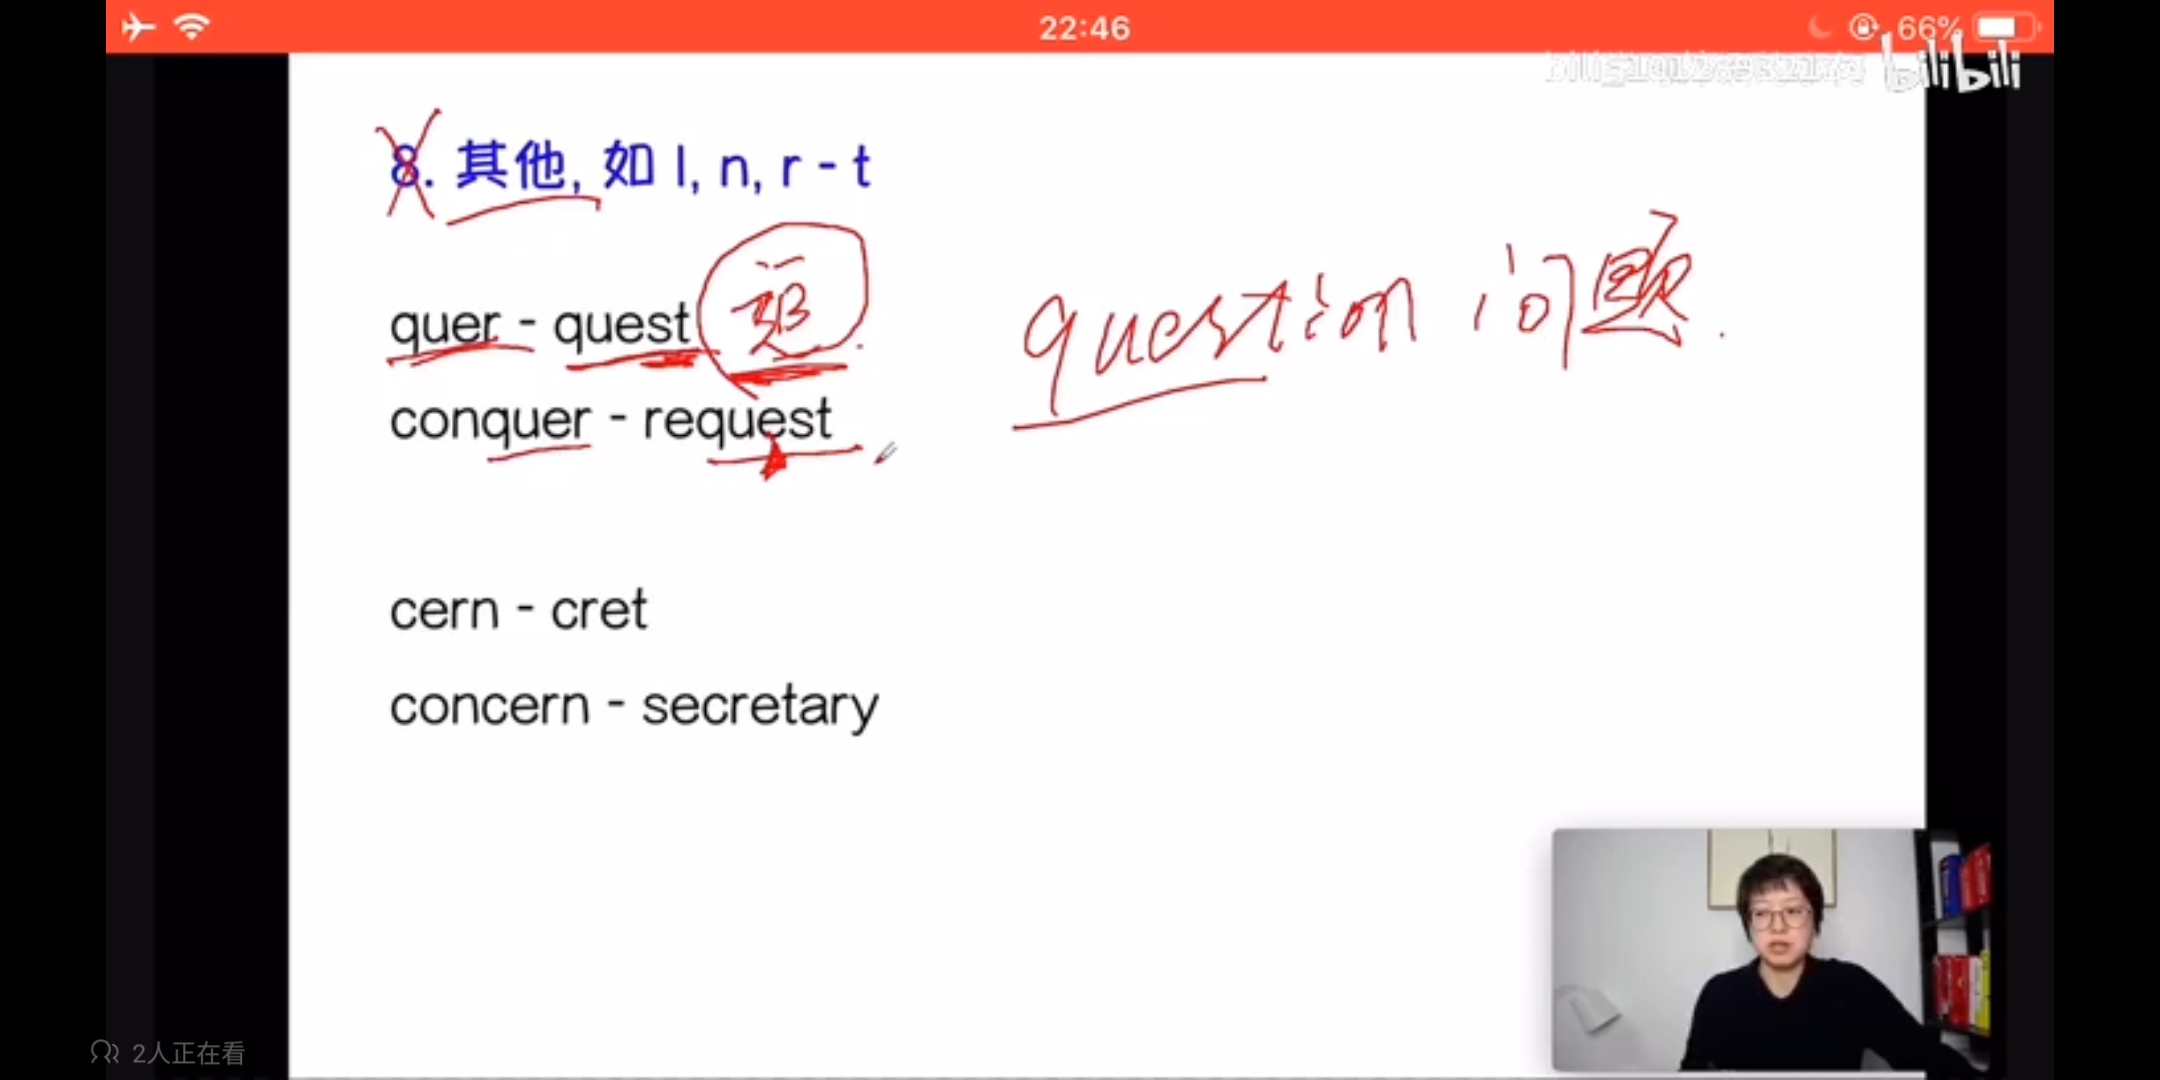 22:46
66%
bilibili
8. 其他, 如 l, n, r - t
quer - quest
question 问题.
conquer - request
cern - cret
concern - secretary
2人正在看